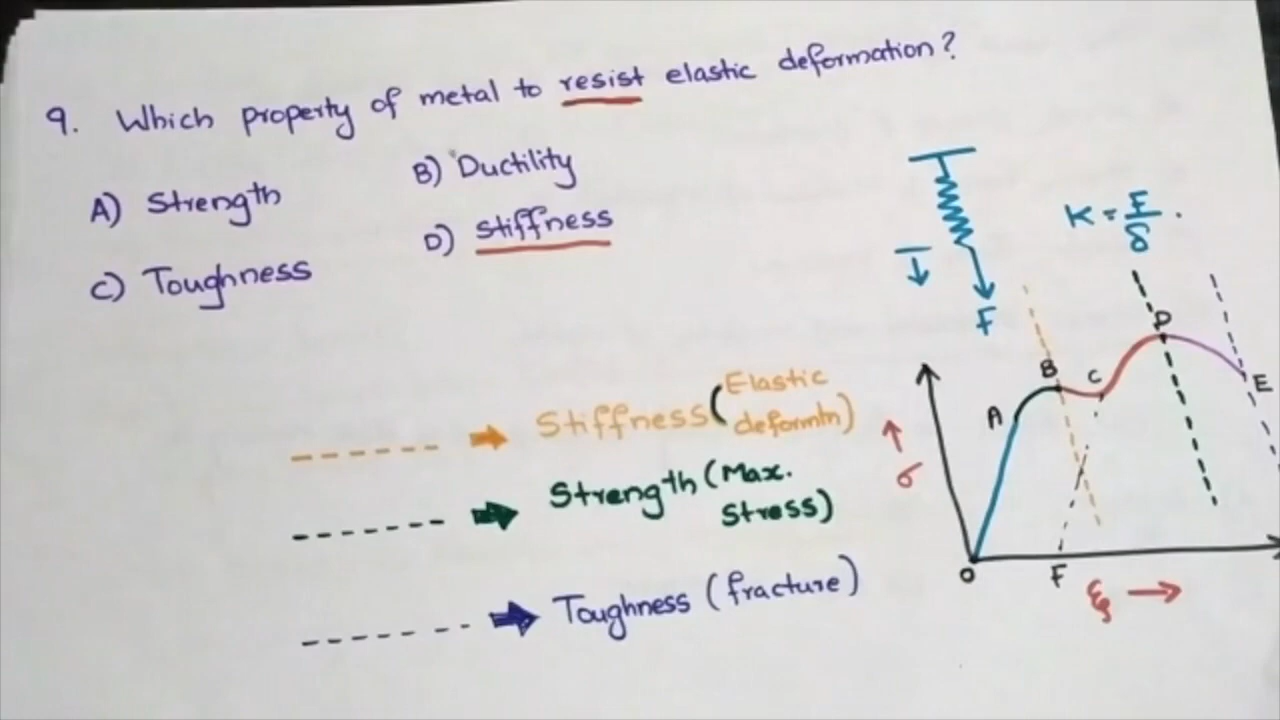 9. Which property of metal to resist elastic deformation?
A) Strength
B) Ductility
C) Toughness
D) Stiffness
K = F/δ.
F
Stiffness (Elastic deformtn)
Strength (Max. Stress)
Toughness (fracture)
σ
A
B
C
D
E
O
F
ξ